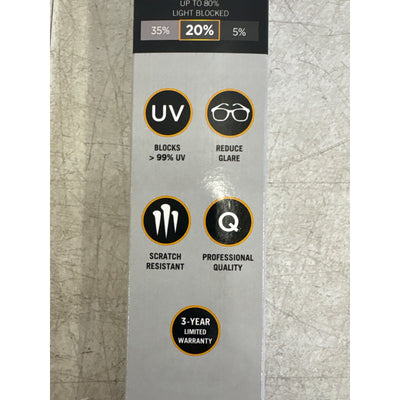 UP TO 80%
LIGHT BLOCKED
35% 20% 5%
UV
BLOCKS
> 99% UV
REDUCE
GLARE
SCRATCH
RESISTANT
Q
PROFESSIONAL
QUALITY
3-YEAR
LIMITED
WARRANTY